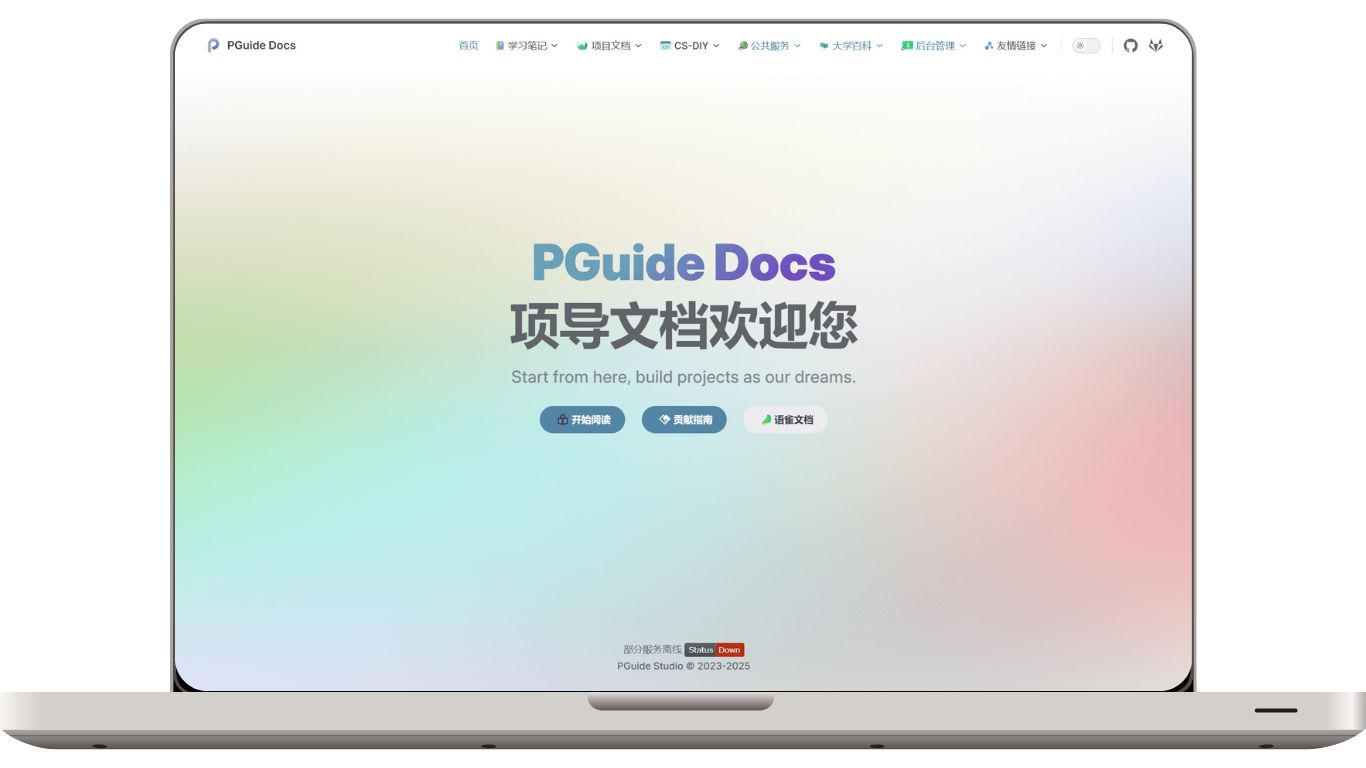 PGuide Docs 首页 学习笔记 项目文档 CS-DIY 公共服务 大学百科 后台管理 友情链接
PGuide Docs
项导文档欢迎您
Start from here, build projects as our dreams.
开始阅读 贡献指南 语雀文档
部分服务离线 Status Down
PGuide Studio © 2023-2025